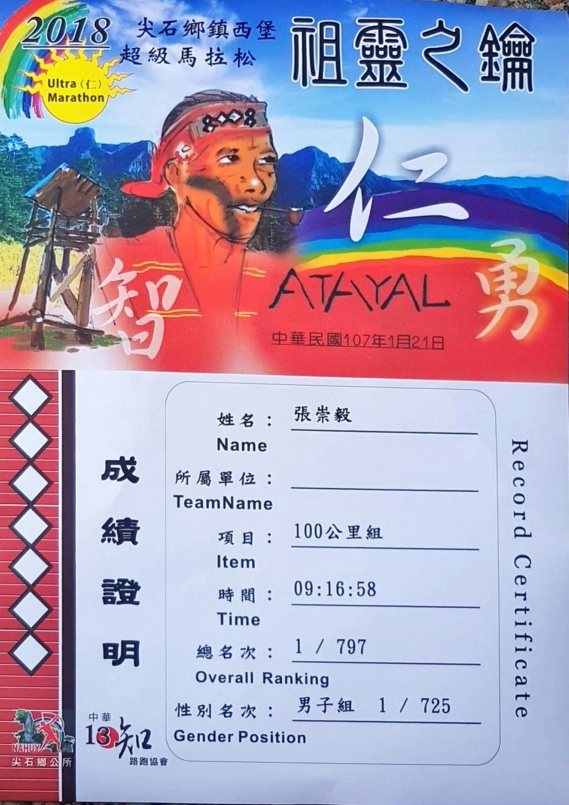 2018
尖石鄉鎮西堡
超級馬拉松
祖靈之鑰
Ultra (仁)
Marathon
仁
智
勇
ATAYAL
中華民國107年1月21日
成績證明
姓名：張崇毅
Name
所屬單位：
TeamName
項目：100公里組
Item
時間：09:16:58
Time
總名次：1 / 797
Overall Ranking
性別名次：男子組 1 / 725
Gender Position
Record Certificate
尖石鄉公所
中華
13知
路跑協會